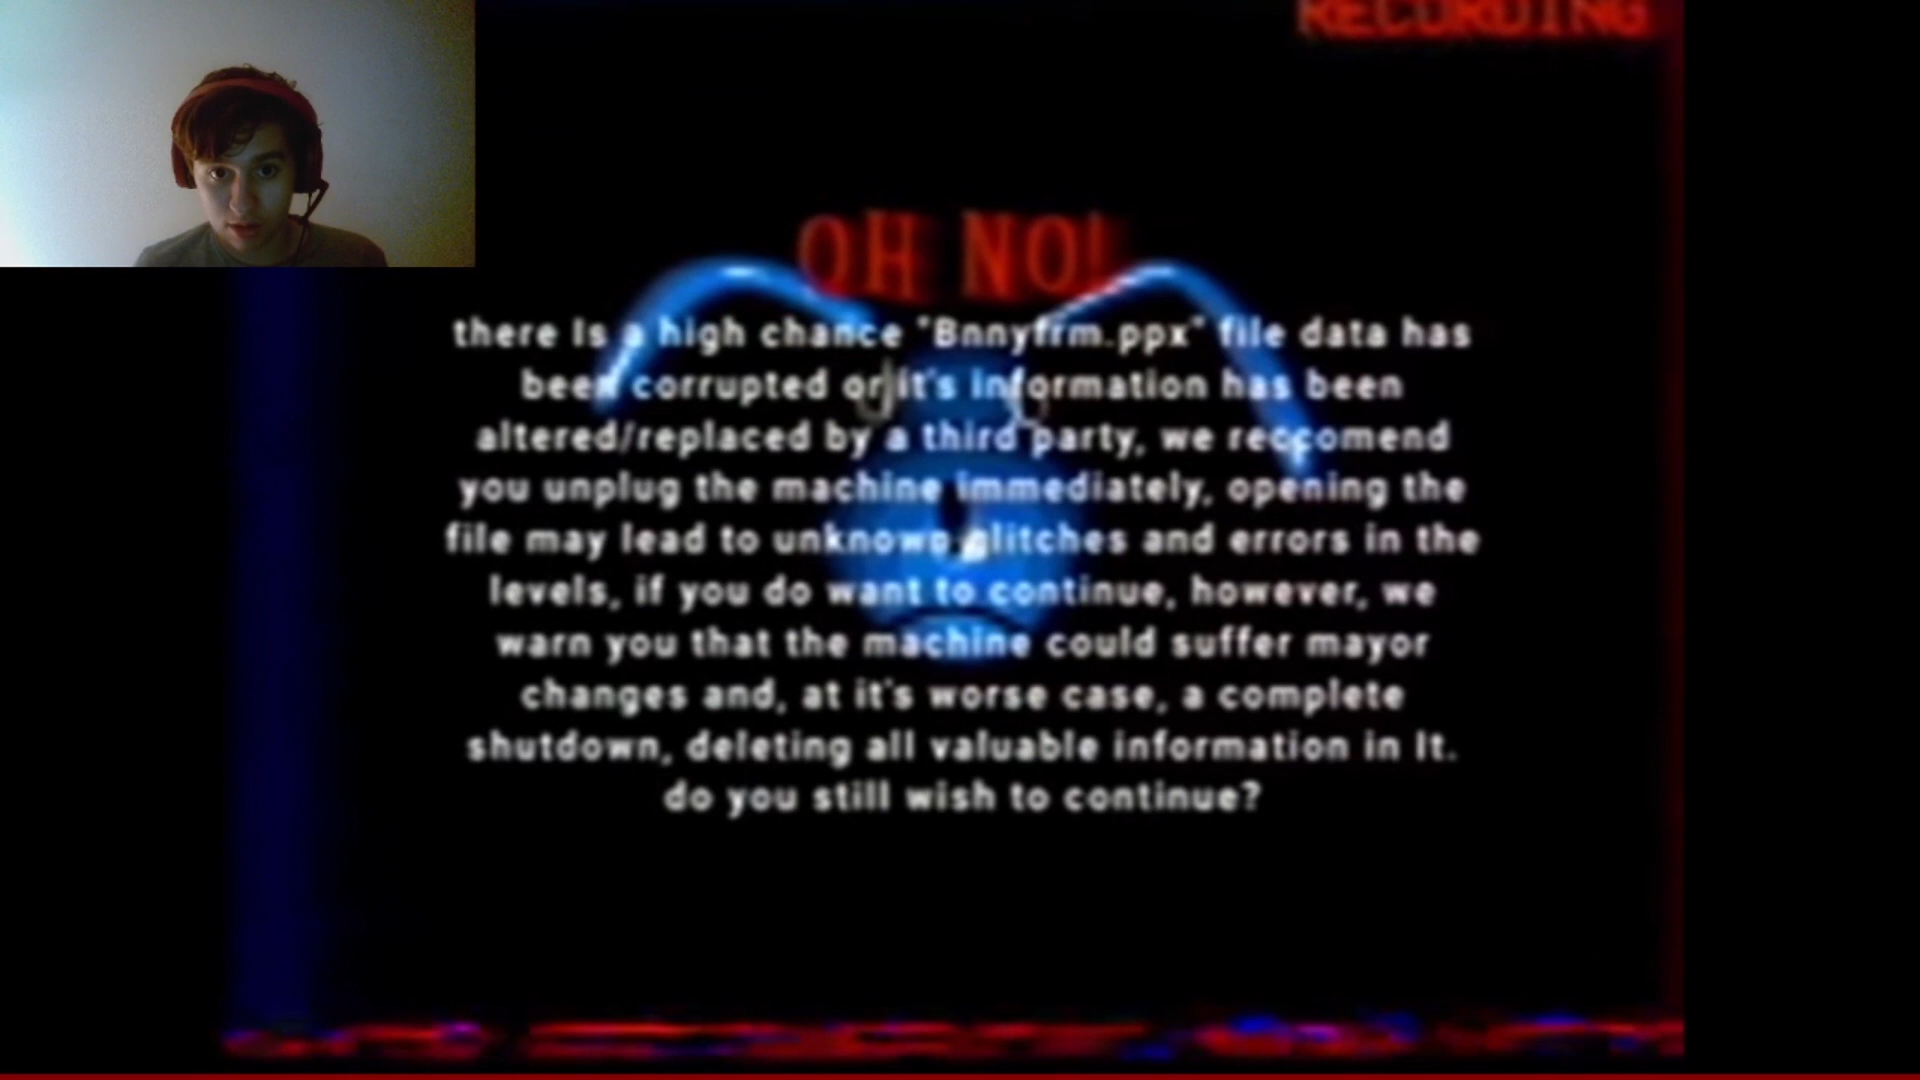 RECORDING
OH NO!
there Is a high chance "Bnnyfrm.ppx" file data has
been corrupted or it's information has been
altered/replaced by a third party, we reccomend
you unplug the machine immediately, opening the
file may lead to unknown glitches and errors in the
levels, if you do want to continue, however, we
warn you that the machine could suffer mayor
changes and, at it's worse case, a complete
shutdown, deleting all valuable information in It.
do you still wish to continue?